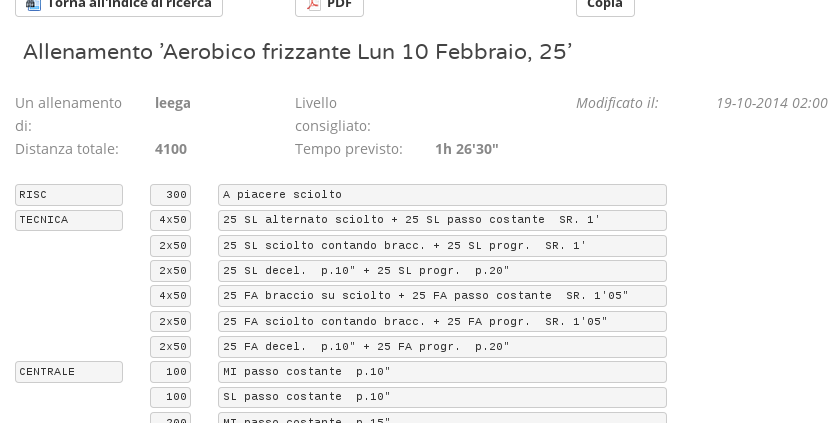 Torna all'indice di ricerca PDF Copia
Allenamento 'Aerobico frizzante Lun 10 Febbraio, 25'
Un allenamento di: leega Livello consigliato: Modificato il: 19-10-2014 02:00
Distanza totale: 4100 Tempo previsto: 1h 26'30"
RISC 300 A piacere sciolto
TECNICA 4x50 25 SL alternato sciolto + 25 SL passo costante SR. 1'
2x50 25 SL sciolto contando bracc. + 25 SL progr. SR. 1'
2x50 25 SL decel. p.10" + 25 SL progr. p.20"
4x50 25 FA braccio su sciolto + 25 FA passo costante SR. 1'05"
2x50 25 FA sciolto contando bracc. + 25 FA progr. SR. 1'05"
2x50 25 FA decel. p.10" + 25 FA progr. p.20"
CENTRALE 100 MI passo costante p.10"
100 SL passo costante p.10"
200 MI passo costante p.15"